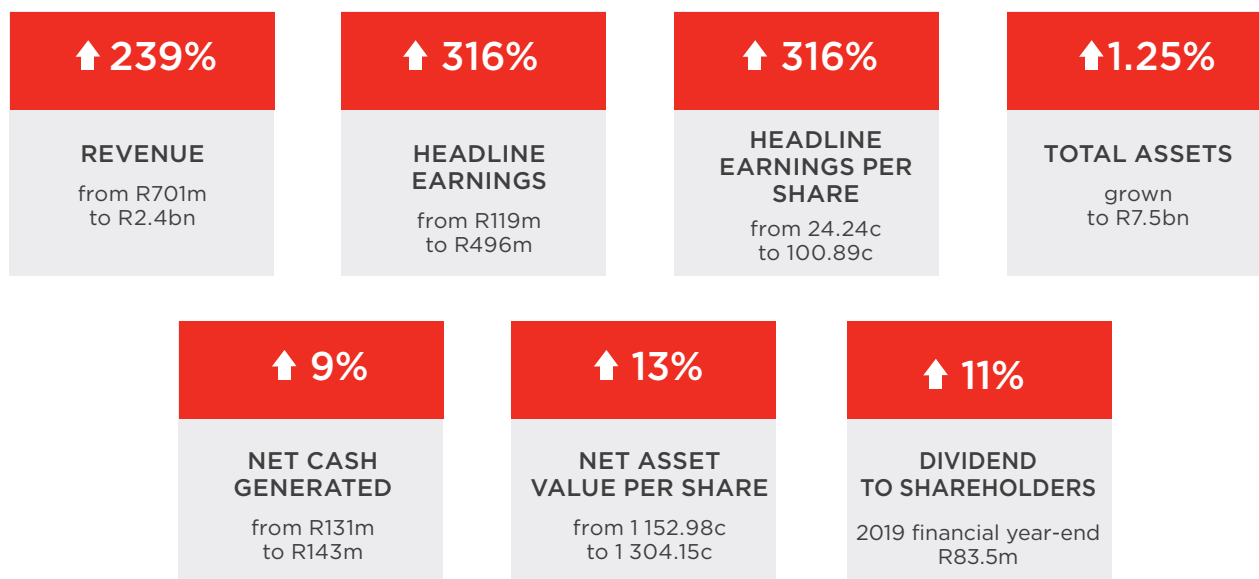 239%
REVENUE
from R701m
to R2.4bn
316%
HEADLINE
EARNINGS
from R119m
to R496m
316%
HEADLINE
EARNINGS PER
SHARE
from 24.24c
to 100.89c
1.25%
TOTAL ASSETS
grown
to R7.5bn
9%
NET CASH
GENERATED
from R131m
to R143m
13%
NET ASSET
VALUE PER SHARE
from 1 152.98c
to 1 304.15c
11%
DIVIDEND
TO SHAREHOLDERS
2019 financial year-end
R83.5m